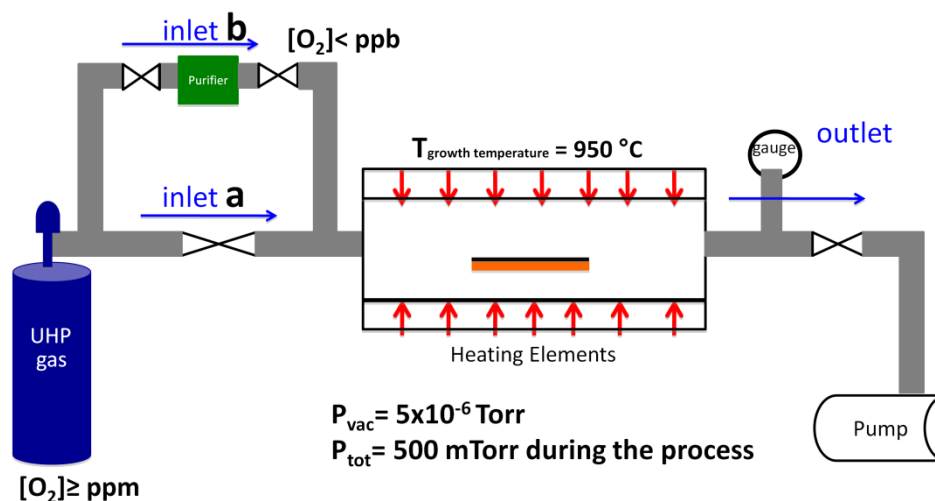 inlet b
[O₂]< ppb
Purifier
T growth temperature = 950 °C
gauge
outlet
inlet a
UHP
gas
Heating Elements
Pvac= 5x10⁻⁶ Torr
Ptot= 500 mTorr during the process
Pump
[O₂]≥ ppm